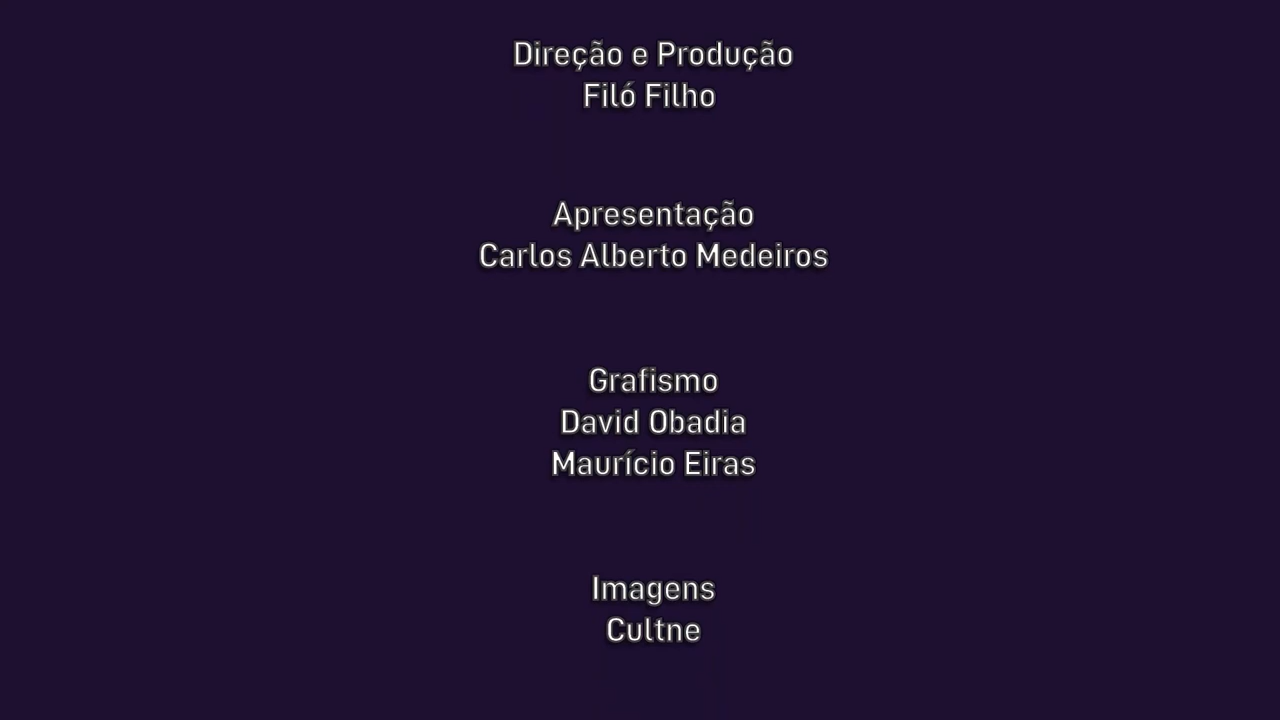 Direção e Produção
Filó Filho
Apresentação
Carlos Alberto Medeiros
Grafismo
David Obadia
Maurício Eiras
Imagens
Cultne